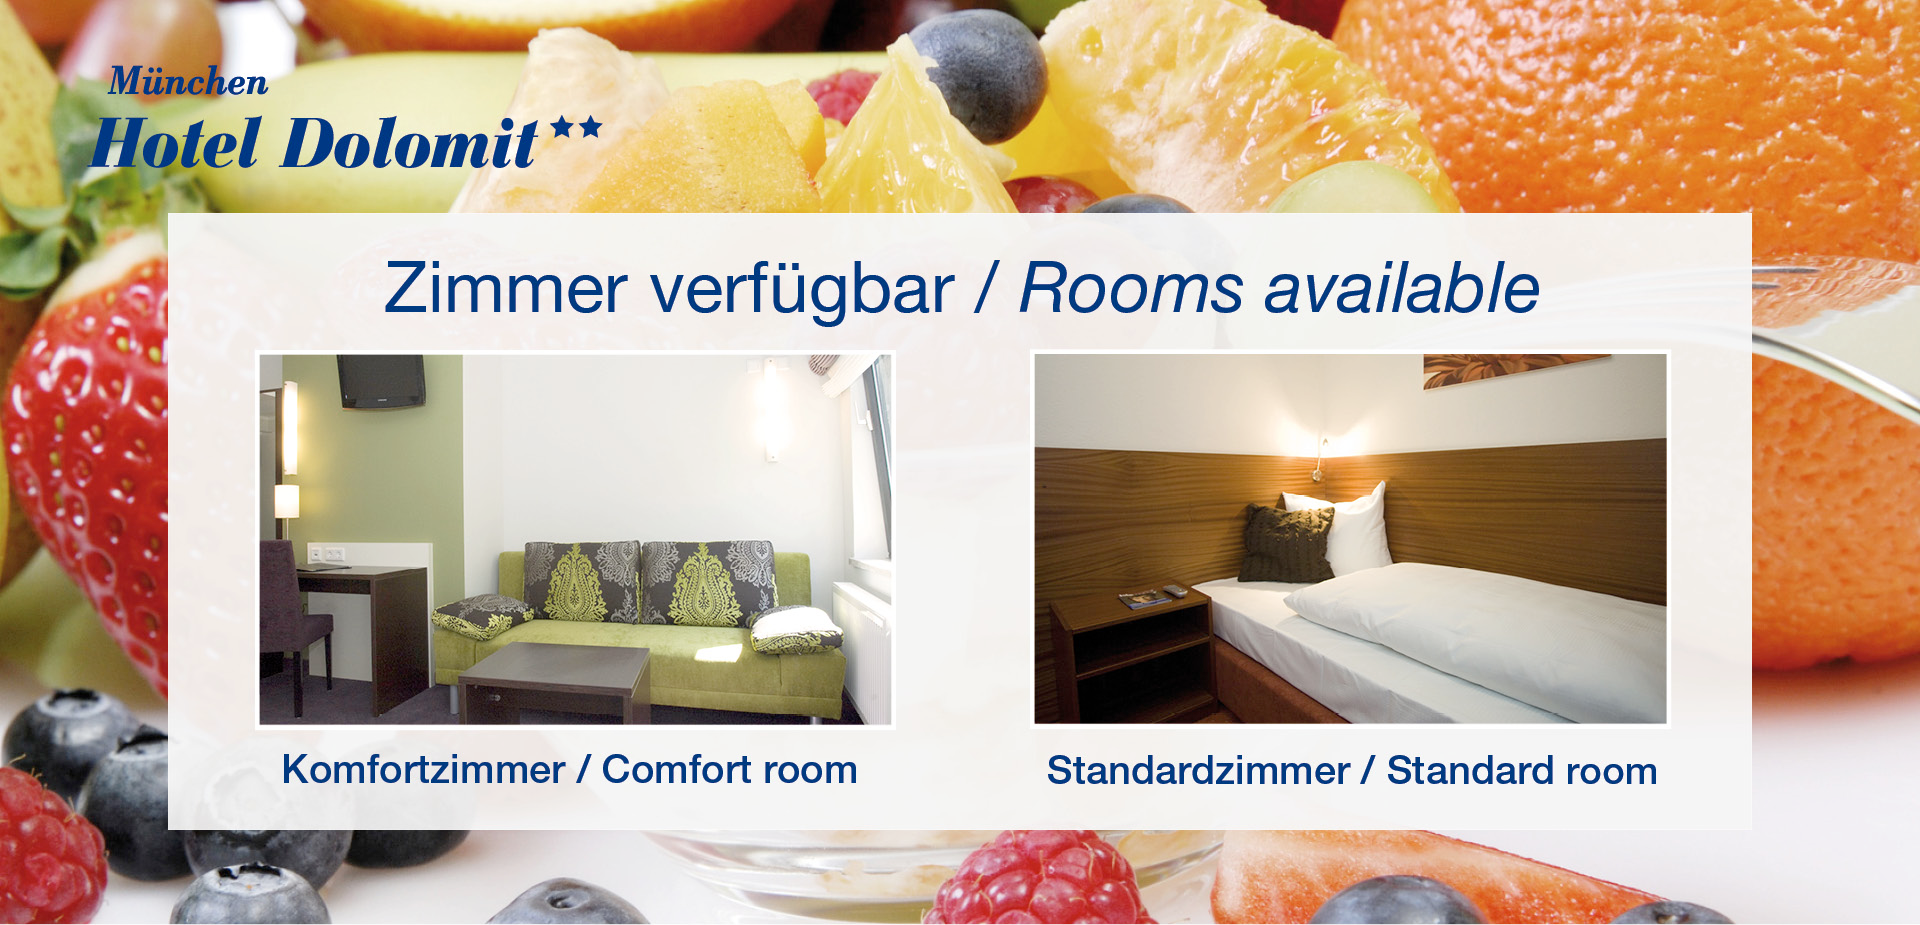 München
Hotel Dolomit★★
Zimmer verfügbar / Rooms available
Komfortzimmer / Comfort room
Standardzimmer / Standard room